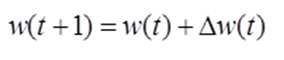 w(t+1) = w(t) + Δw(t)